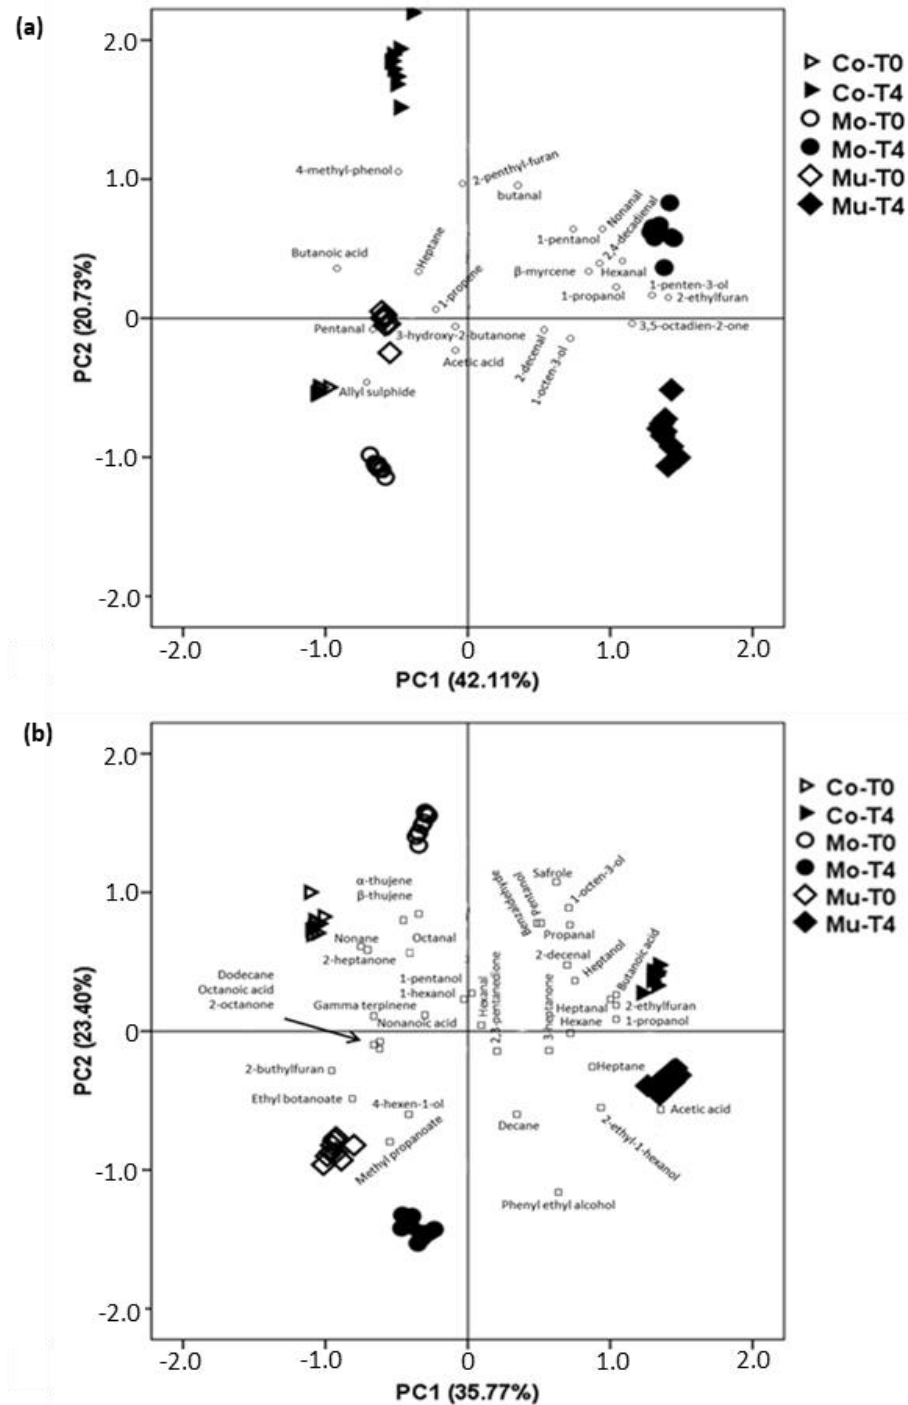 (a)
2.0
1.0
0
-1.0
-2.0
PC2 (20.73%)
-2.0 -1.0 0 1.0 2.0
PC1 (42.11%)
Co-T0
Co-T4
Mo-T0
Mo-T4
Mu-T0
Mu-T4
4-methyl-phenol
2-penthyl-furan
butanal
Butanoic acid
Heptane
1-pentanol
Nonanal
2,4-decadienal
β-myrcene
Hexanal
1-propene
1-propanol
1-penten-3-ol
2-ethylfuran
Pentanal
3-hydroxy-2-butanone
3,5-octadien-2-one
Acetic acid
2-decenal
1-octen-3-ol
Allyl sulphide
(b)
2.0
1.0
0
-1.0
-2.0
PC2 (23.40%)
-2.0 -1.0 0 1.0 2.0
PC1 (35.77%)
Co-T0
Co-T4
Mo-T0
Mo-T4
Mu-T0
Mu-T4
α-thujene
β-thujene
Safrole
1-octen-3-ol
Benzaldehyde
Pentanol
Propanal
Nonane
Octanal
2-heptanone
2-decenal
Heptanol
Butanoic acid
Dodecane
Octanoic acid
2-octanone
1-pentanol
1-hexanol
Hexanal
2,3-pentanedione
3-heptanone
Gamma terpinene
Nonanoic acid
Heptanal
Hexane
2-ethylfuran
1-propanol
2-buthylfuran
Heptane
Ethyl botanoate
4-hexen-1-ol
Methyl propanoate
Decane
2-ethyl-1-hexanol
Acetic acid
Phenyl ethyl alcohol